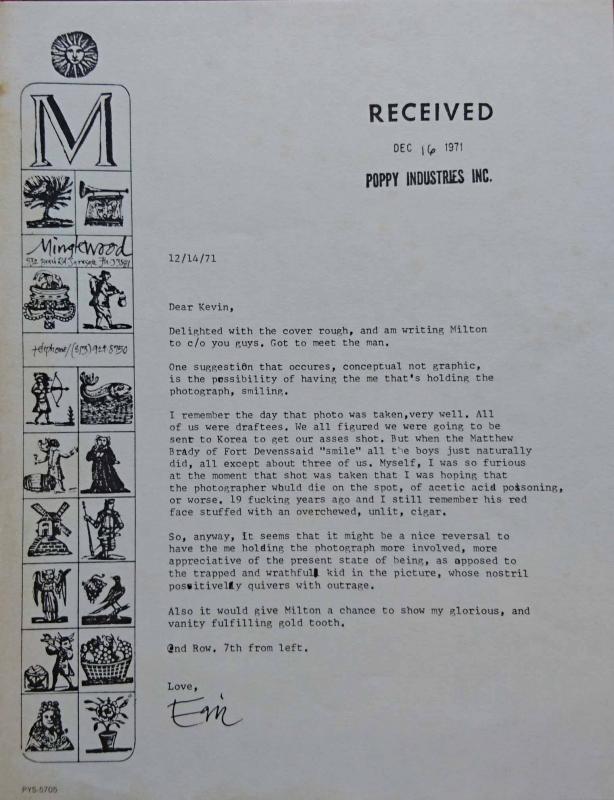 M
Minglewood
RECEIVED
DEC 16 1971
POPPY INDUSTRIES INC.
12/14/71
Dear Kevin,
Delighted with the cover rough, and am writing Milton
to c/o you guys. Got to meet the man.
One suggestion that occures, conceptual not graphic,
is the possibility of having the me that's holding the
photograph, smiling.
I remember the day that photo was taken,very well. All
of us were draftees. We all figured we were going to be
sent to Korea to get our asses shot. But when the Matthew
Brady of Fort Devenssaid "smile" all the boys just naturally
did, all except about three of us. Myself, I was so furious
at the moment that shot was taken that I was hoping that
the photographer whuld die on the spot, of acetic acid poisoning,
or worse. 19 fucking years ago and I still remember his red
face stuffed with an overchewed, unlit, cigar.
So, anyway, It seems that it might be a nice reversal to
have the me holding the photograph more involved, more
appreciative of the present state of being, as opposed to
the trapped and wrathfull kid in the picture, whose nostril
possitivelly quivers with outrage.
Also it would give Milton a chance to show my glorious, and
vanity fulfilling gold tooth.
2nd Row. 7th from left.
Love,
PYS-5705